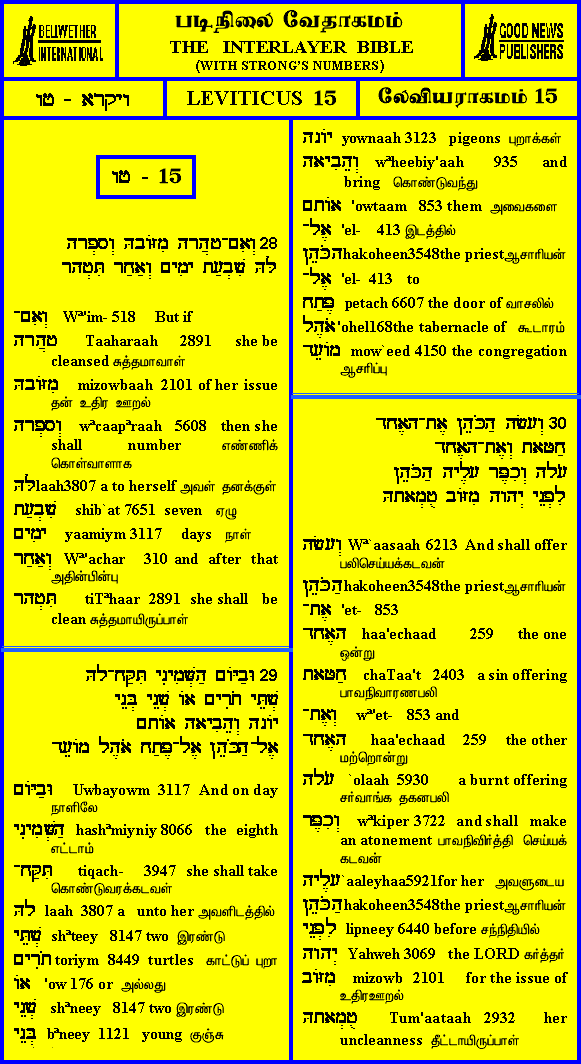 BELLWETHER
INTERNATIONAL
படிநிலை வேதாகமம்
THE INTERLAYER BIBLE
(WITH STRONG'S NUMBERS)
GOOD NEWS
PUBLISHERS
ויקרא - טו
LEVITICUS 15
லேவியராகமம் 15
טו - 15
28 וְאִם־טָהֲרָה מִזּוֹבָהּ וְסָפְרָה
לָּהּ שִׁבְעַת יָמִים וְאַחַר תִּטְהָר
וְאִם־ Wª'im- 518 But if
טָהֲרָה Taaharaah 2891 she be
cleansed சுத்தமாவாள்
מִזּוֹבָהּ mizowbaah 2101 of her issue
தன் உதிர ஊறல்
וְסָפְרָה wªcaapªraah 5608 then she
shall number எண்ணிக்
கொள்வாளாக
לָּהּ laah3807 a to herself அவள் தனக்குள்
שִׁבְעַת shib`at 7651 seven ஏழு
יָמִים yaamiym 3117 days நாள்
וְאַחַר Wª'achar 310 and after that
அதின்பின்பு
תִּטְהָר tiTªhaar 2891 she shall be
clean சுத்தமாயிருப்பாள்
29 וּבַיּוֹם הַשְּׁמִינִי תִּקַּח־לָהּ
שְׁתֵּי תֹרִים אוֹ שְׁנֵי בְּנֵי
יוֹנָה וְהֵבִיאָה אוֹתָם
אֶל־הַכֹּהֵן אֶל־פֶּתַח אֹהֶל מוֹעֵד
וּבַיּוֹם Uwbayowm 3117 And on day
நாளிலே
הַשְּׁמִינִי hashªmiyniy 8066 the eighth
எட்டாம்
תִּקַּח־ tiqach- 3947 she shall take
கொண்டுவரக்கடவள்
לָהּ laah 3807 a unto her அவளிடத்தில்
שְׁתֵּי shªteey 8147 two இரண்டு
תֹרִים toriym 8449 turtles காட்டுப் புறா
אוֹ 'ow 176 or அல்லது
שְׁנֵי shªneey 8147 two இரண்டு
בְּנֵי bªneey 1121 young குஞ்சு
יוֹנָה yownaah 3123 pigeons புறாக்கள்
וְהֵבִיאָה wªheebiy'aah 935 and
bring கொண்டுவந்து
אוֹתָם 'owtaam 853 them அவைகளை
אֶל־ 'el- 413 இடத்தில்
הַכֹּהֵן hakoheen3548the priestஆசாரியன்
אֶל־ 'el- 413 to
פֶּתַח petach 6607 the door of வாசலில்
אֹהֶל 'ohel168the tabernacle of கூடாரம்
מוֹעֵד mow`eed 4150 the congregation
ஆசரிப்பு
30 וְעָשָׂה הַכֹּהֵן אֶת־הָאֶחָד
חַטָּאת וְאֶת־הָאֶחָד
עֹלָה וְכִפֶּר עָלֶיהָ הַכֹּהֵן
לִפְנֵי יְהוָה מִזּוֹב טֻמְאָתָהּ
וְעָשָׂה Wª`aasaah 6213 And shall offer
பலிசெய்யக்கடவன்
הַכֹּהֵן hakoheen3548the priestஆசாரியன்
אֶת־ 'et- 853
הָאֶחָד haa'echaad 259 the one
ஒன்று
חַטָּאת chaTaa't 2403 a sin offering
பாவநிவாரணபலி
וְאֶת־ wª'et- 853 and
הָאֶחָד haa'echaad 259 the other
மற்றொன்று
עֹלָה `olaah 5930 a burnt offering
சர்வாங்க தகனபலி
וְכִפֶּר wªkiper 3722 and shall make
an atonement பாவநிவிர்த்தி செய்யக்
கடவன்
עָלֶיהָ `aaleyhaa5921for her அவளுடைய
הַכֹּהֵן hakoheen3548the priestஆசாரியன்
לִפְנֵי lipneey 6440 before சந்நிதியில்
יְהוָה Yahweh 3069 the LORD கர்த்தர்
מִזּוֹב mizowb 2101 for the issue of
உதிரஊறல்
טֻמְאָתָהּ Tum'aataah 2932 her
uncleanness தீட்டாயிருப்பாள்